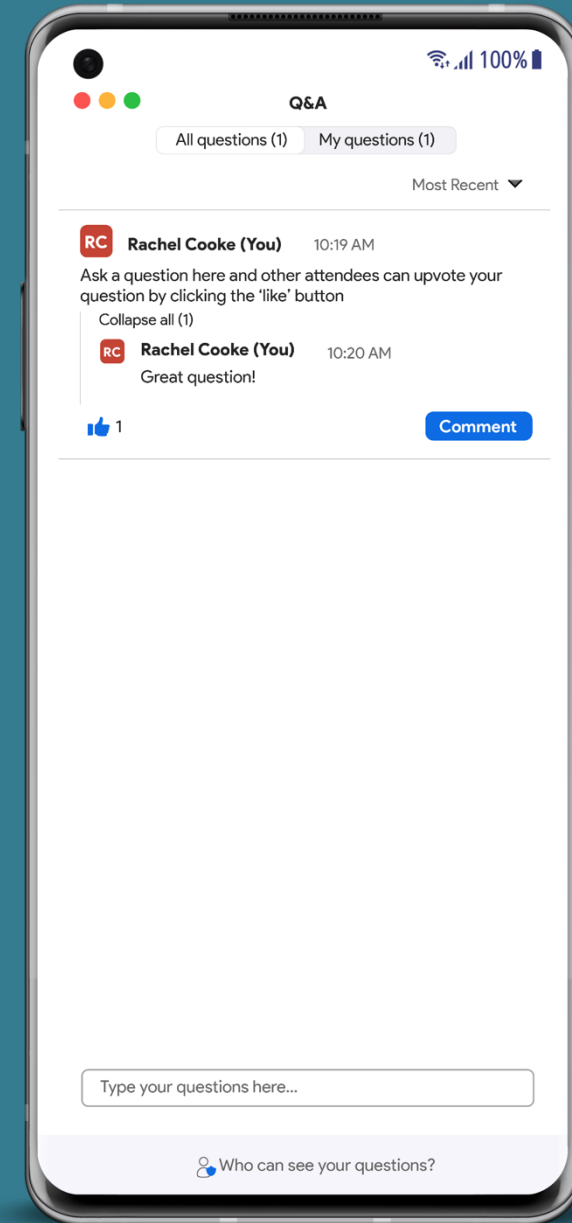 100%
Q&A
All questions (1) My questions (1)
Most Recent
RC Rachel Cooke (You) 10:19 AM
Ask a question here and other attendees can upvote your
question by clicking the ‘like’ button
Collapse all (1)
RC Rachel Cooke (You) 10:20 AM
Great question!
1 Comment
Type your questions here...
Who can see your questions?